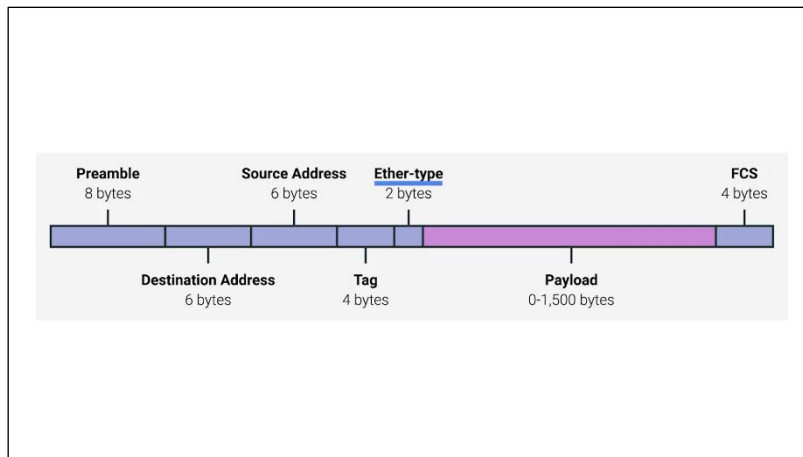 Preamble
8 bytes
Source Address
6 bytes
Ether-type
2 bytes
FCS
4 bytes
Destination Address
6 bytes
Tag
4 bytes
Payload
0-1,500 bytes